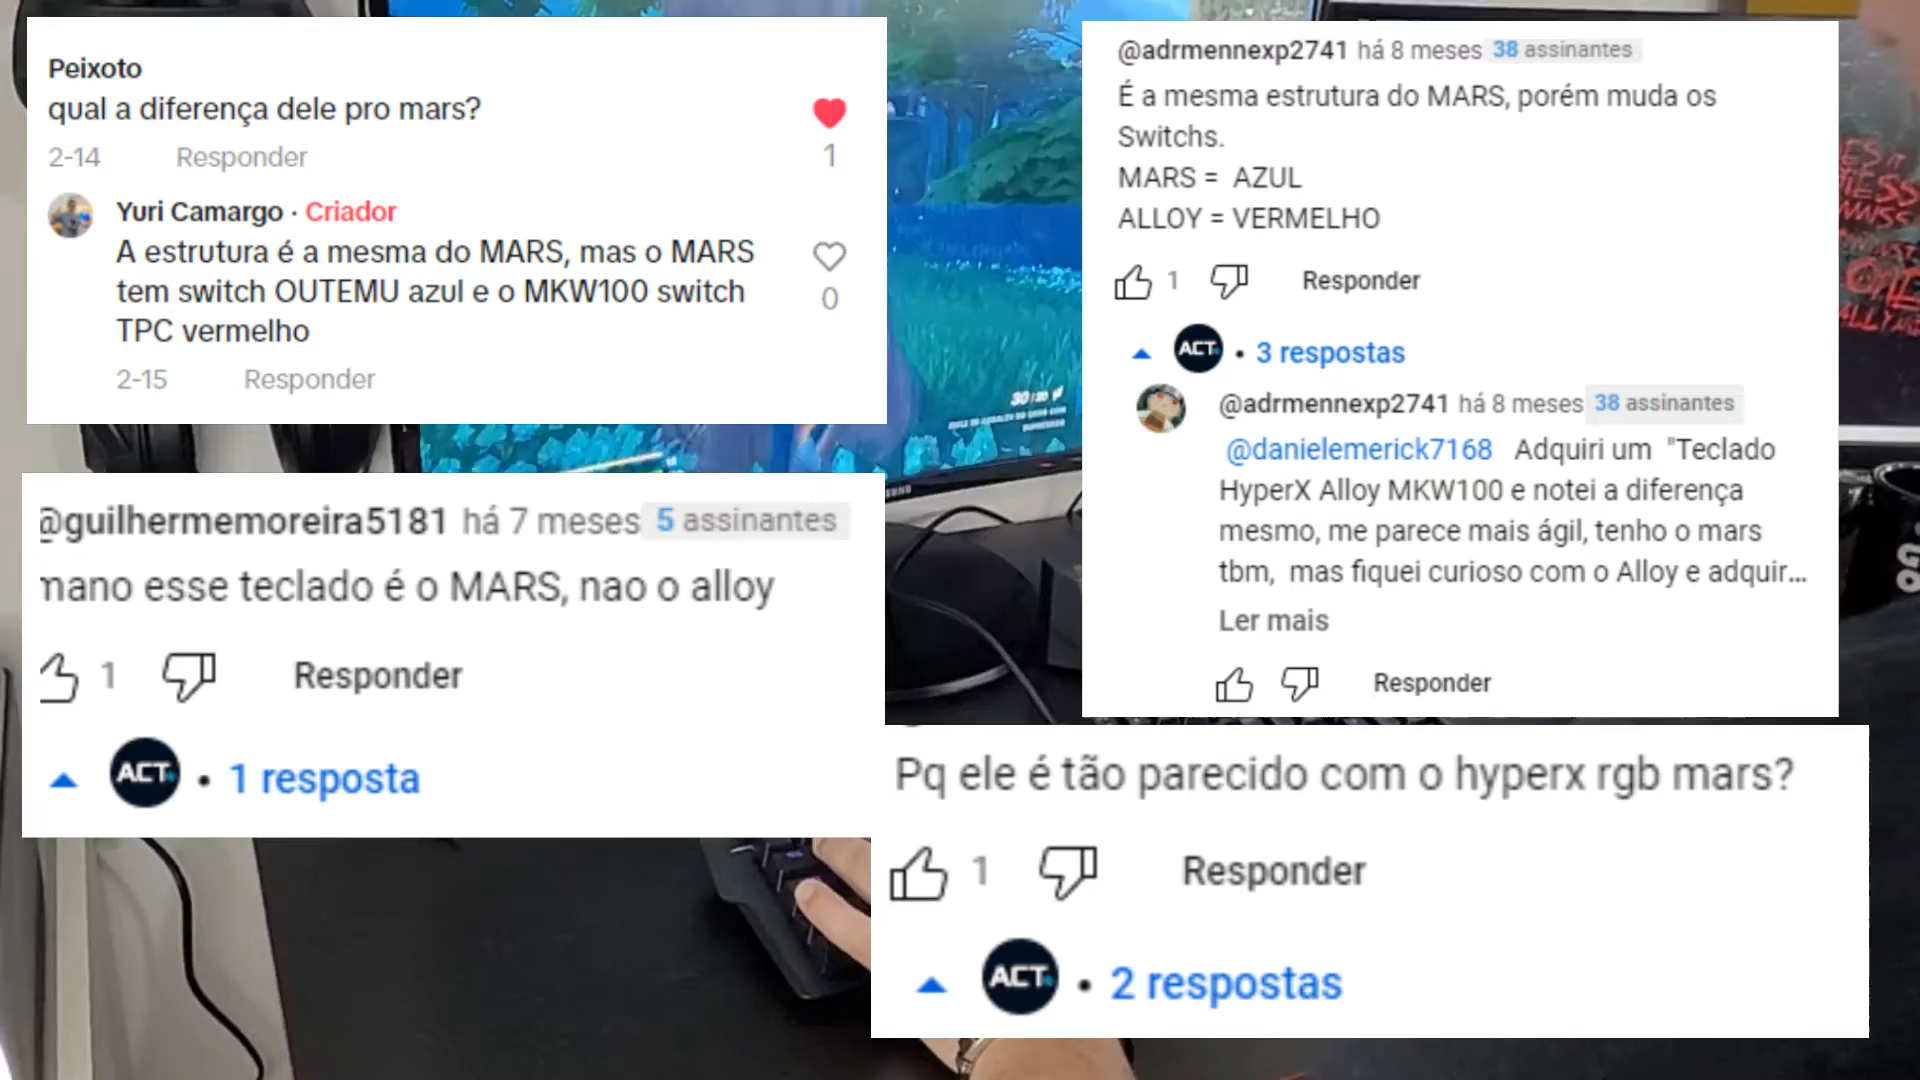 Peixoto
qual a diferença dele pro mars?
1
2-14 Responder
Yuri Camargo · Criador
A estrutura é a mesma do MARS, mas o MARS
tem switch OUTEMU azul e o MKW100 switch
TPC vermelho
0
2-15 Responder
@adrmennexp2741 há 8 meses 38 assinantes
É a mesma estrutura do MARS, porém muda os
Switchs.
MARS = AZUL
ALLOY = VERMELHO
1 Responder
ACT • 3 respostas
@adrmennexp2741 há 8 meses 38 assinantes
@danielemerick7168 Adquiri um "Teclado
HyperX Alloy MKW100 e notei a diferença
mesmo, me parece mais ágil, tenho o mars
tbm, mas fiquei curioso com o Alloy e adquir...
Ler mais
Responder
@guilhermemoreira5181 há 7 meses 5 assinantes
mano esse teclado é o MARS, nao o alloy
1 Responder
ACT • 1 resposta
Pq ele é tão parecido com o hyperx rgb mars?
1 Responder
ACT • 2 respostas